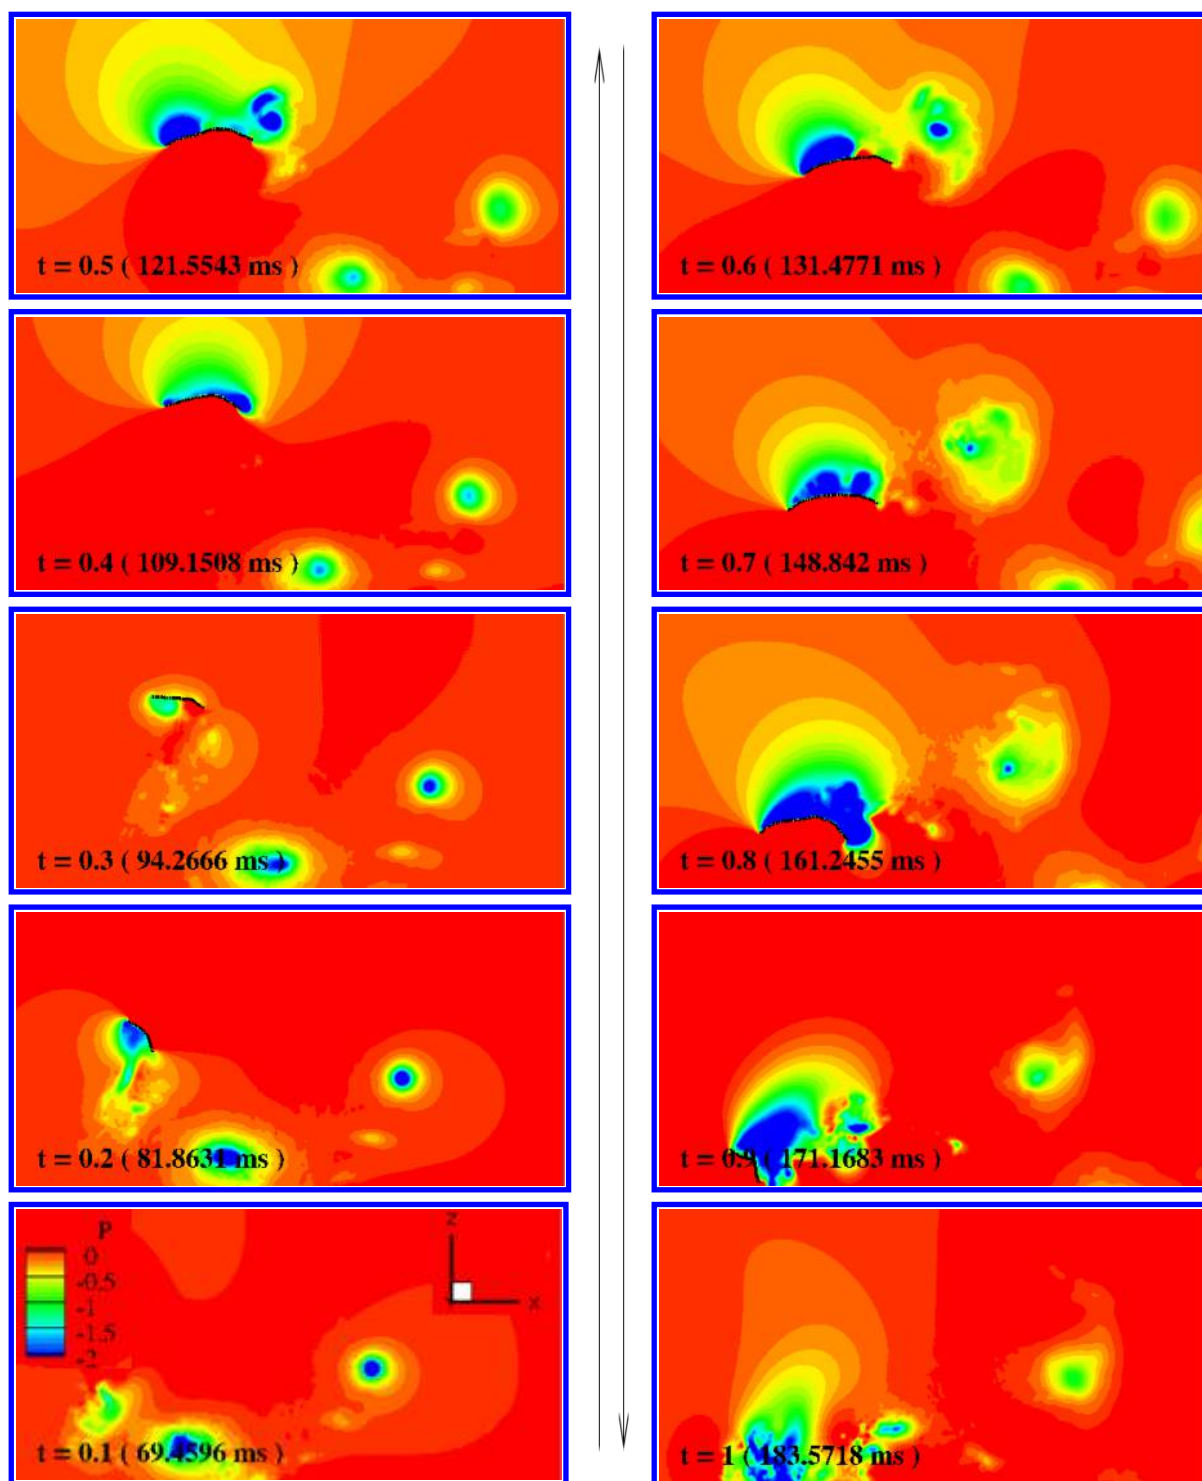 t = 0.5 ( 121.5543 ms )
t = 0.6 ( 131.4771 ms )
t = 0.4 ( 109.1508 ms )
t = 0.7 ( 148.842 ms )
t = 0.3 ( 94.2666 ms )
t = 0.8 ( 161.2455 ms )
t = 0.2 ( 81.8631 ms )
t = 0.9 ( 171.1683 ms )
P
0
-0.5
-1
-1.5
-2
Z
X
t = 0.1 ( 69.4596 ms )
t = 1 ( 183.5718 ms )